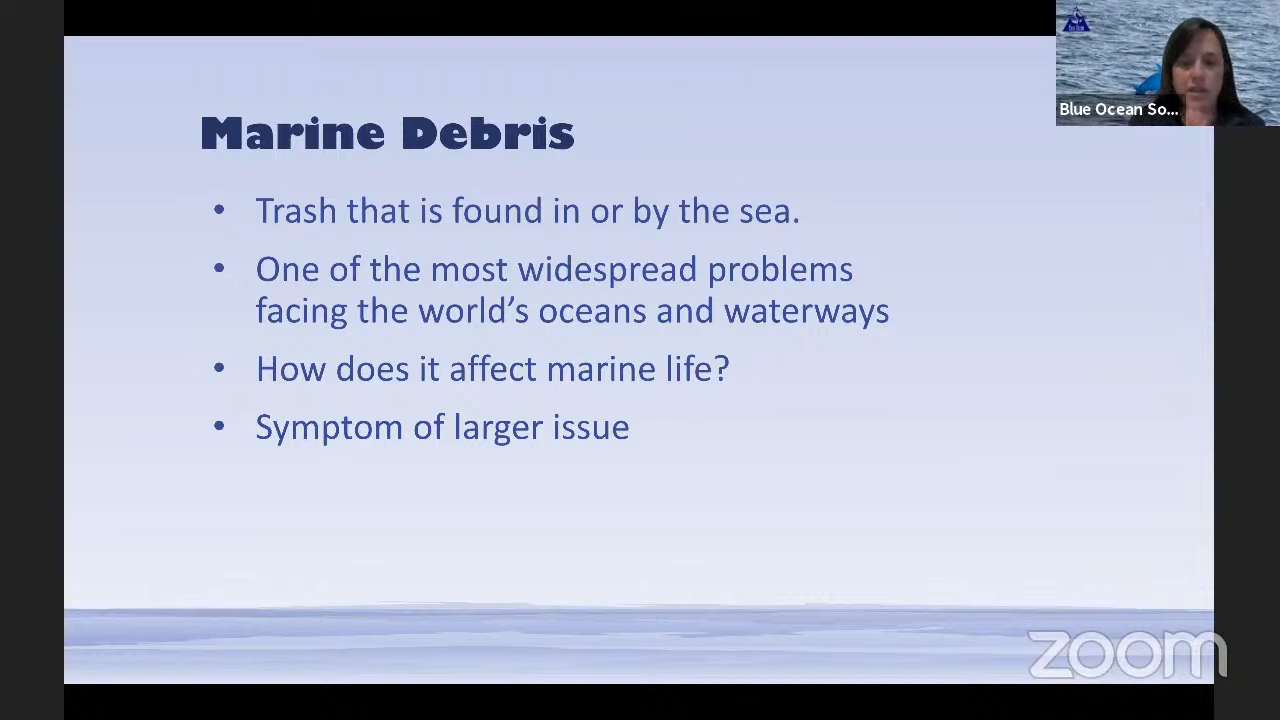 Marine Debris
• Trash that is found in or by the sea.
• One of the most widespread problems
facing the world’s oceans and waterways
• How does it affect marine life?
• Symptom of larger issue
Blue Ocean So...
zoom